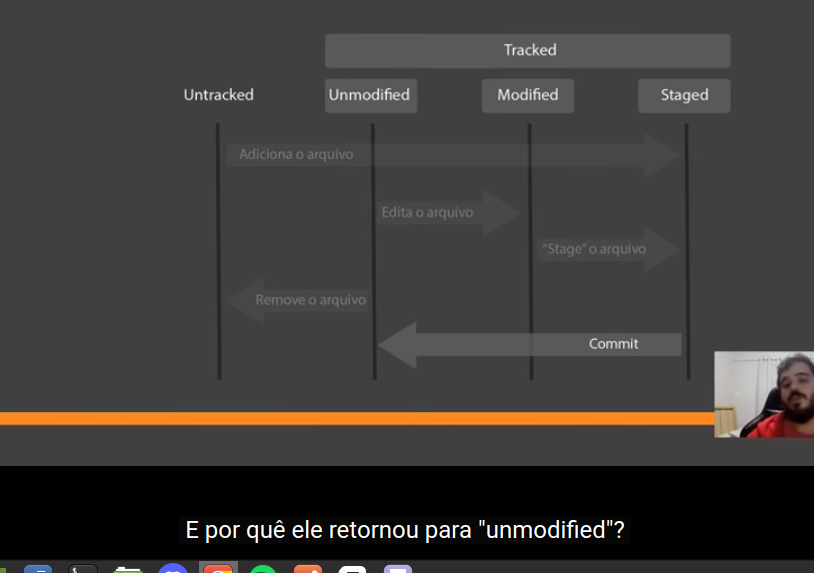 Tracked
Untracked Unmodified Modified Staged
Adiciona o arquivo
Edita o arquivo
"Stage" o arquivo
Remove o arquivo
Commit
E por quê ele retornou para "unmodified"?